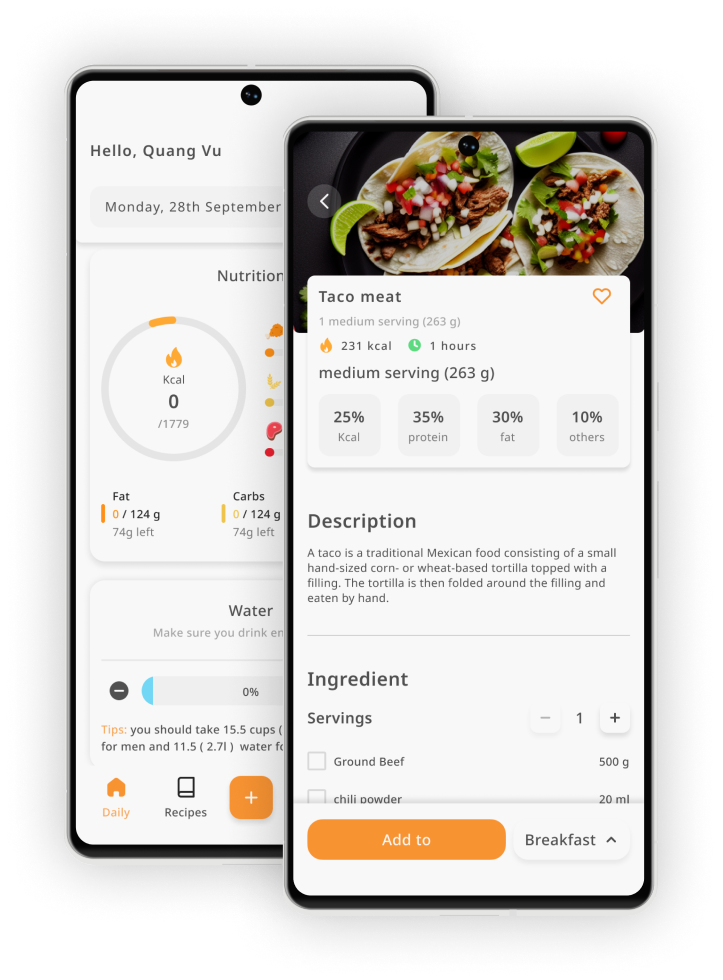 Hello, Quang Vu
Monday, 28th September
Nutrition
Kcal
0
/1779
Fat
0 / 124 g
74g left
Carbs
0 / 124 g
74g left
Water
Make sure you drink
0%
Tips: you should take 15.5 cups (
for men and 11.5 ( 2.7l ) water
Daily
Recipes
+
Taco meat
1 medium serving (263 g)
231 kcal 1 hours
medium serving (263 g)
25% 35% 30% 10%
Kcal protein fat others
Description
A taco is a traditional Mexican food consisting of a small
hand-sized corn- or wheat-based tortilla topped with a
filling. The tortilla is then folded around the filling and
eaten by hand.
Ingredient
Servings − 1 +
Ground Beef 500 g
chili powder 20 ml
Add to Breakfast